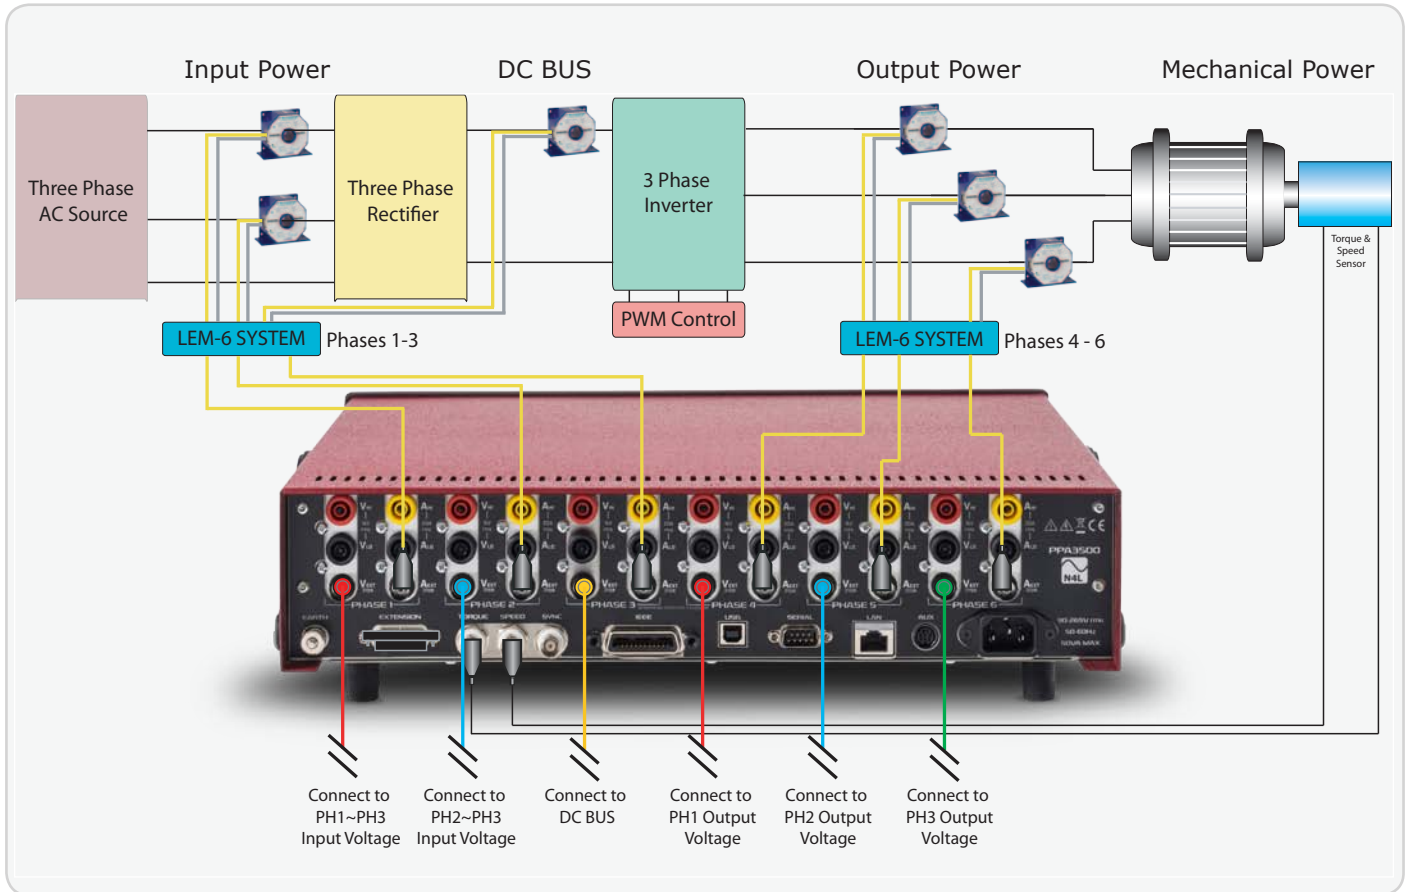 Input Power
DC BUS
Output Power
Mechanical Power
Three Phase
AC Source
Three Phase
Rectifier
3 Phase
Inverter
PWM Control
Torque &
Speed
Sensor
LEM-6 SYSTEM
Phases 1-3
LEM-6 SYSTEM
Phases 4 - 6
PPA3500
N4L
PHASE 1
PHASE 2
PHASE 3
PHASE 4
PHASE 5
PHASE 6
EARTH
EXTENSION
TORQUE
SPEED
SYNC
IEEE
USB
SERIAL
LAN
AUX
50VA MAX
Connect to
PH1~PH3
Input Voltage
Connect to
PH2~PH3
Input Voltage
Connect to
DC BUS
Connect to
PH1 Output
Voltage
Connect to
PH2 Output
Voltage
Connect to
PH3 Output
Voltage